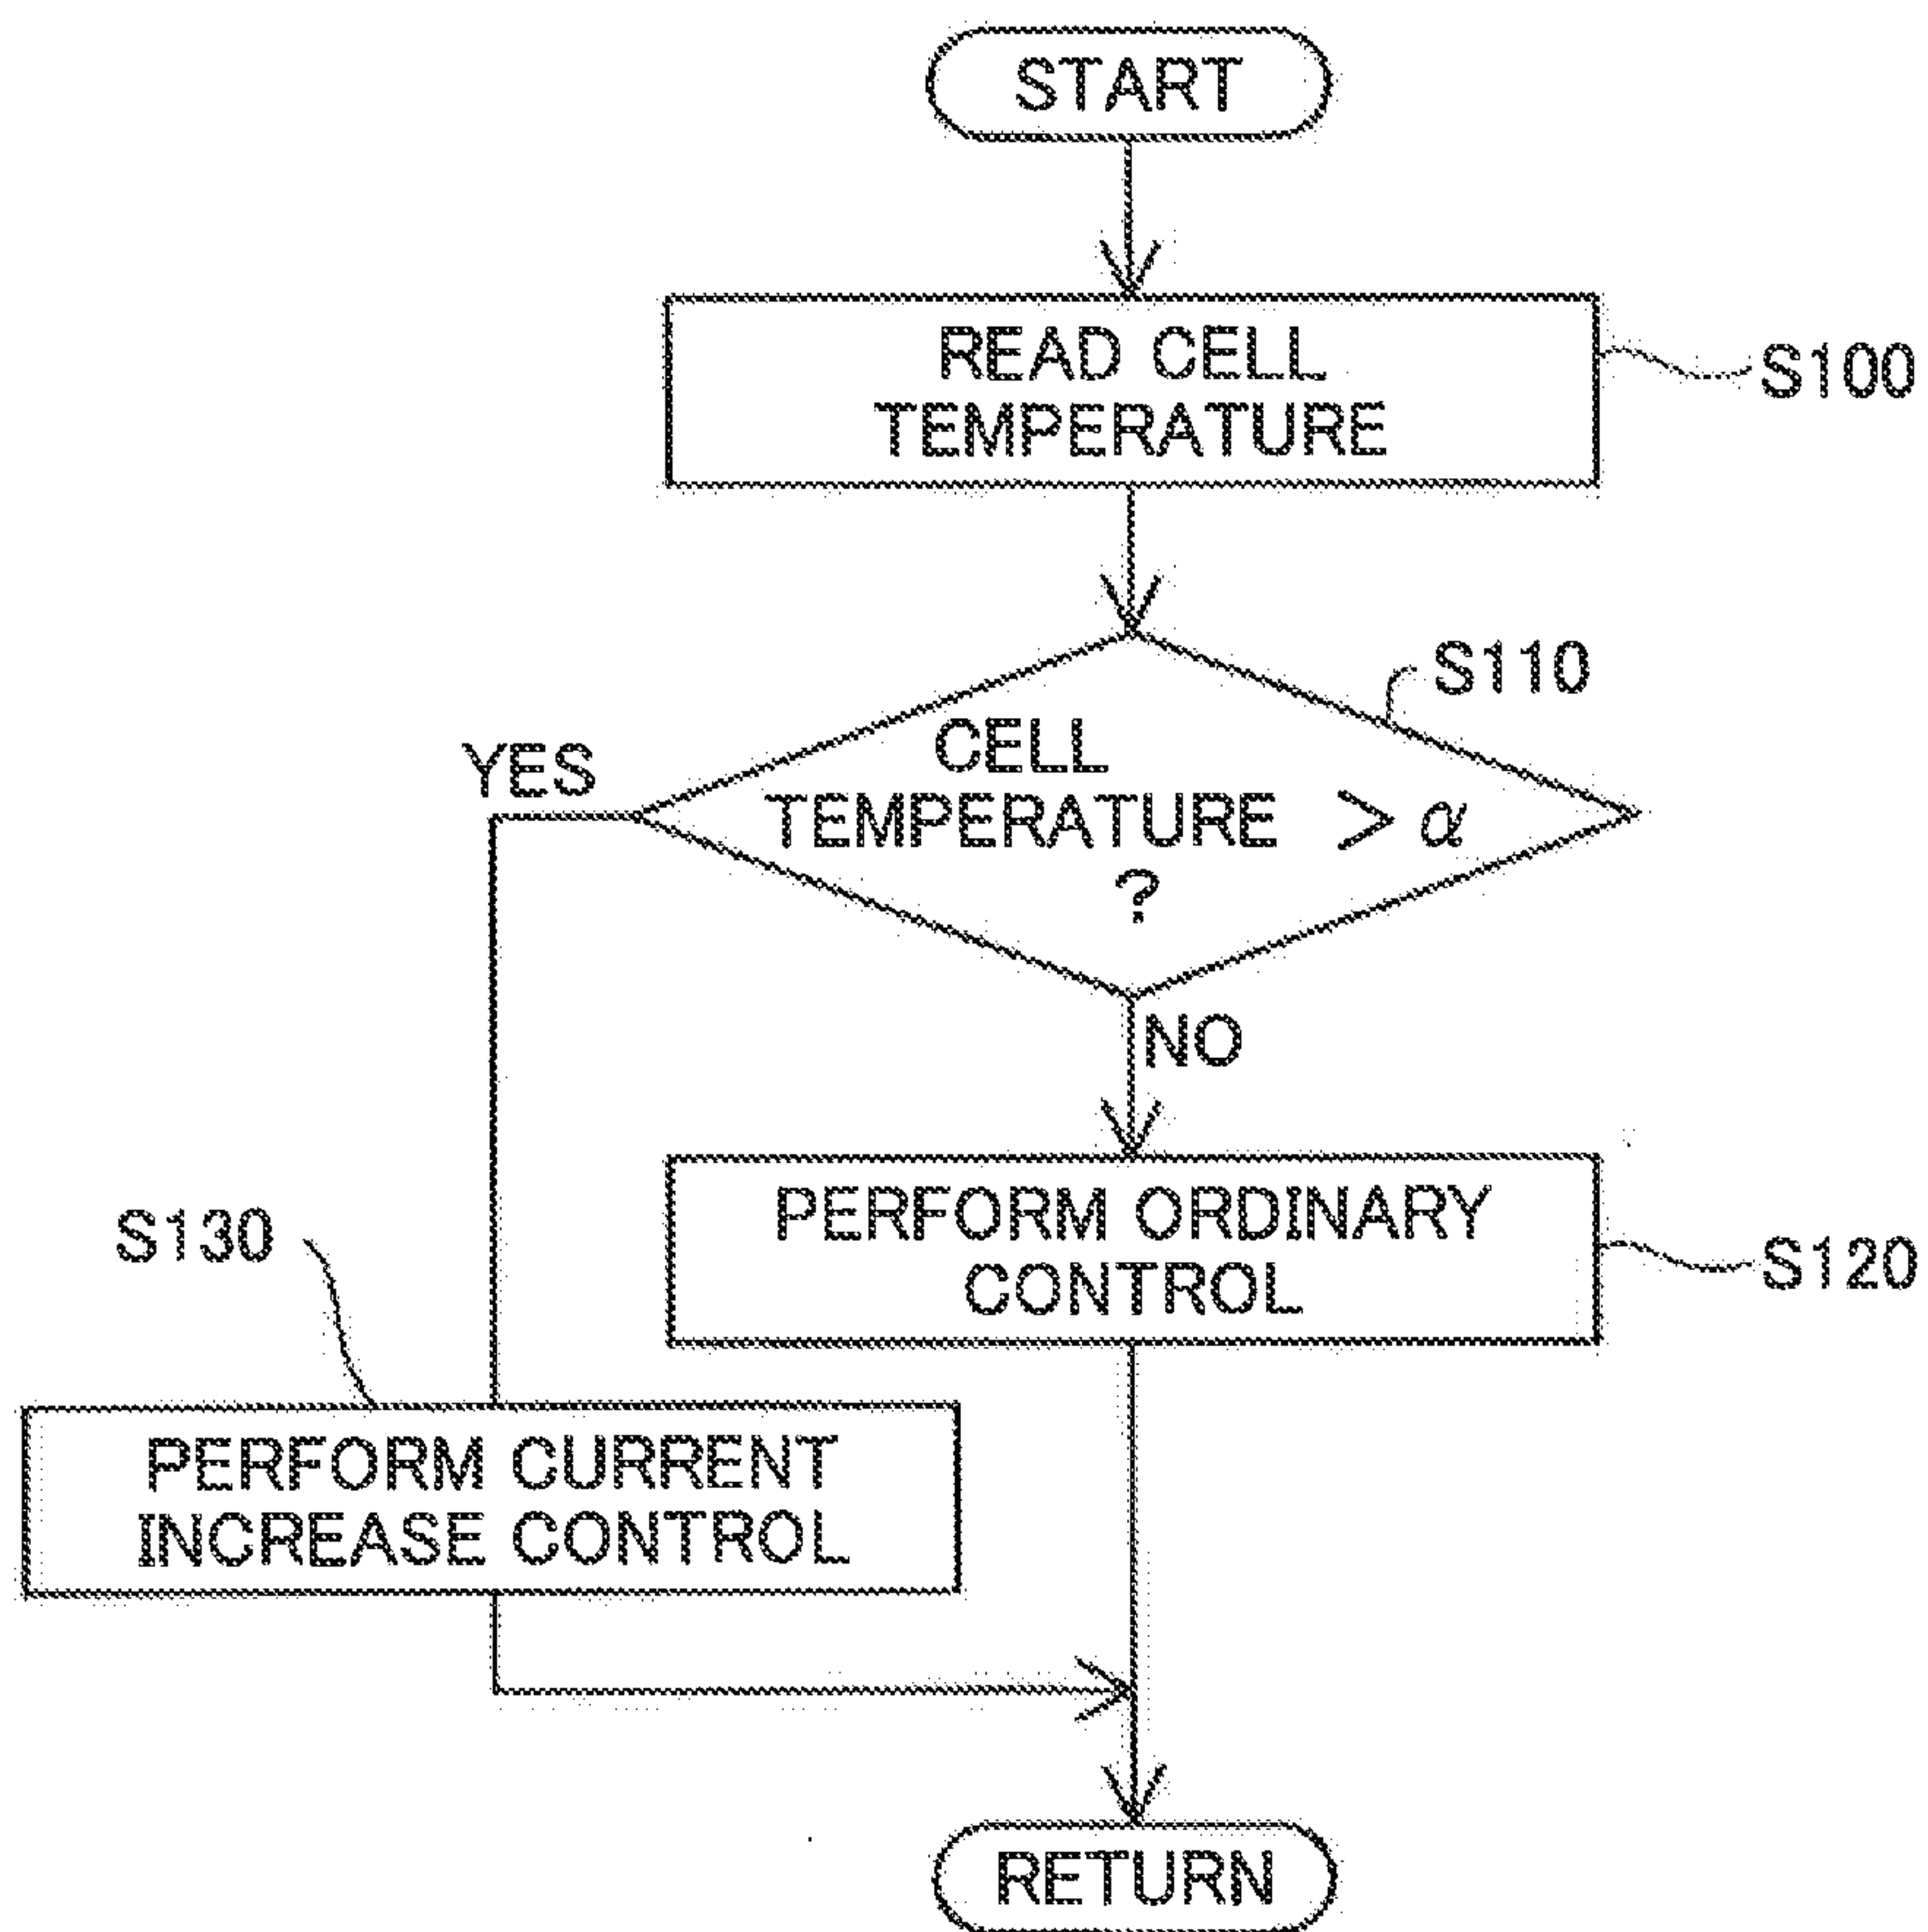 START
READ CELL
TEMPERATURE
S100
S110
YES
CELL
TEMPERATURE > α
?
NO
PERFORM ORDINARY
CONTROL
S120
S130
PERFORM CURRENT
INCREASE CONTROL
RETURN